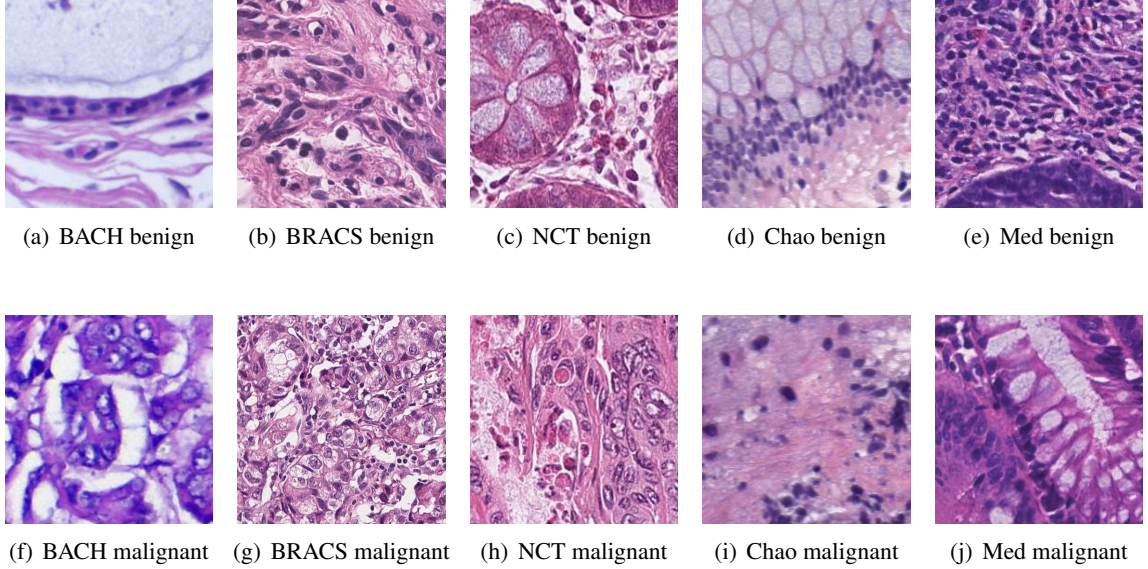 (a) BACH benign
(b) BRACS benign
(c) NCT benign
(d) Chao benign
(e) Med benign
(f) BACH malignant
(g) BRACS malignant
(h) NCT malignant
(i) Chao malignant
(j) Med malignant